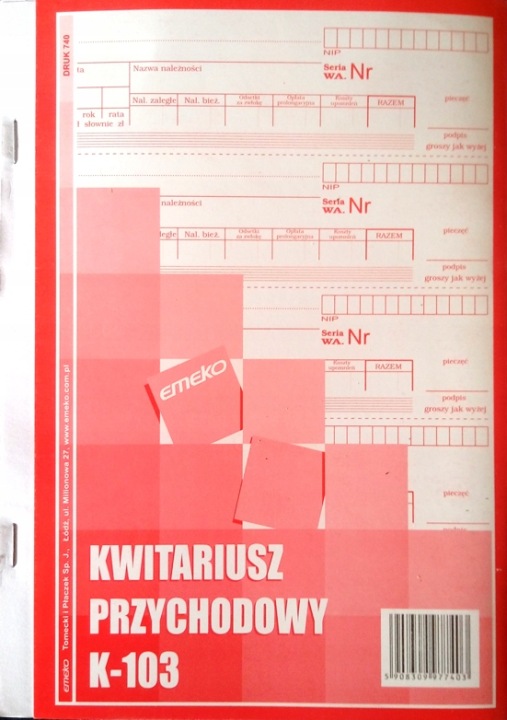 DRUK 740
NIP
ta
Nazwa należności
Seria WA. Nr
Nal. zaległe Nal. bież. Odsetki za zwłokę Opłata prolongacyjna Koszty upomnień RAZEM
pieczęć
rok rata
ł słownie zł
podpis
groszy jak wyżej
NIP
należności
Seria WA. Nr
ległe Nal. bież. Odsetki za zwłokę Opłata prolongacyjna Koszty upomnień RAZEM
pieczęć
podpis
groszy jak wyżej
NIP
Seria WA. Nr
Koszty upomnień RAZEM
pieczęć
podpis
groszy jak wyżej
EMEKO
pieczęć
podpis
KWITARIUSZ
PRZYCHODOWY
K-103
5 908309 977403
EMEKO Tomecki i Płaczek Sp. J., Łódź, ul. Milionowa 27, www.emeko.com.pl